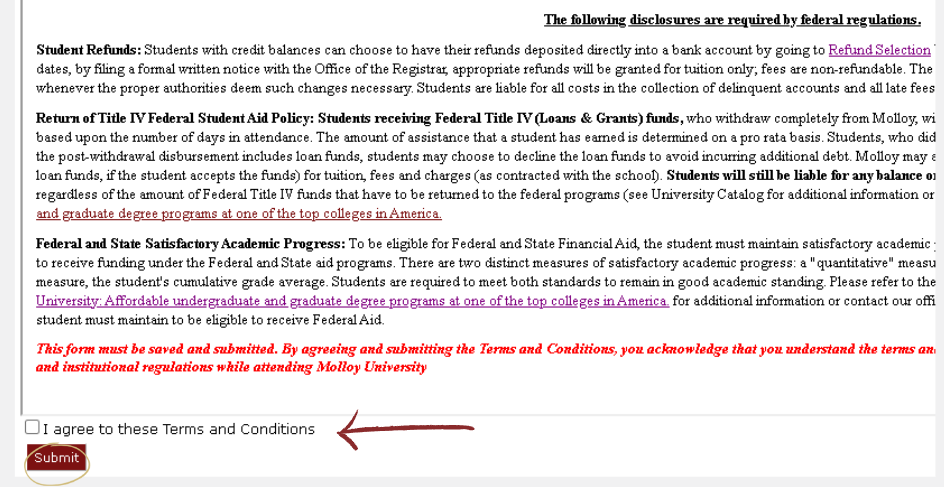 The following disclosures are required by federal regulations.
Student Refunds: Students with credit balances can choose to have their refunds deposited directly into a bank account by going to Refund Selection
dates, by filing a formal written notice with the Office of the Registrar, appropriate refunds will be granted for tuition only; fees are non-refundable. The
whenever the proper authorities deem such changes necessary. Students are liable for all costs in the collection of delinquent accounts and all late fees
Return of Title IV Federal Student Aid Policy: Students receiving Federal Title IV (Loans & Grants) funds, who withdraw completely from Molloy, wi
based upon the number of days in attendance. The amount of assistance that a student has earned is determined on a pro rata basis. Students, who did
the post-withdrawal disbursement includes loan funds, students may choose to decline the loan funds to avoid incurring additional debt. Molloy may
loan funds, if the student accepts the funds) for tuition, fees and charges (as contracted with the school). Students will still be liable for any balance
regardless of the amount of Federal Title IV funds that have to be returned to the federal programs (see University Catalog for additional information or
and graduate degree programs at one of the top colleges in America.
Federal and State Satisfactory Academic Progress: To be eligible for Federal and State Financial Aid, the student must maintain satisfactory academic
to receive funding under the Federal and State aid programs. There are two distinct measures of satisfactory academic progress: a "quantitative" measu
measure, the student's cumulative grade average. Students are required to meet both standards to remain in good academic standing. Please refer to the
University: Affordable undergraduate and graduate degree programs at one of the top colleges in America. for additional information or contact our offi
student must maintain to be eligible to receive Federal Aid.
This form must be saved and submitted. By agreeing and submitting the Terms and Conditions, you acknowledge that you understand the terms an
and institutional regulations while attending Molloy University
I agree to these Terms and Conditions
Submit